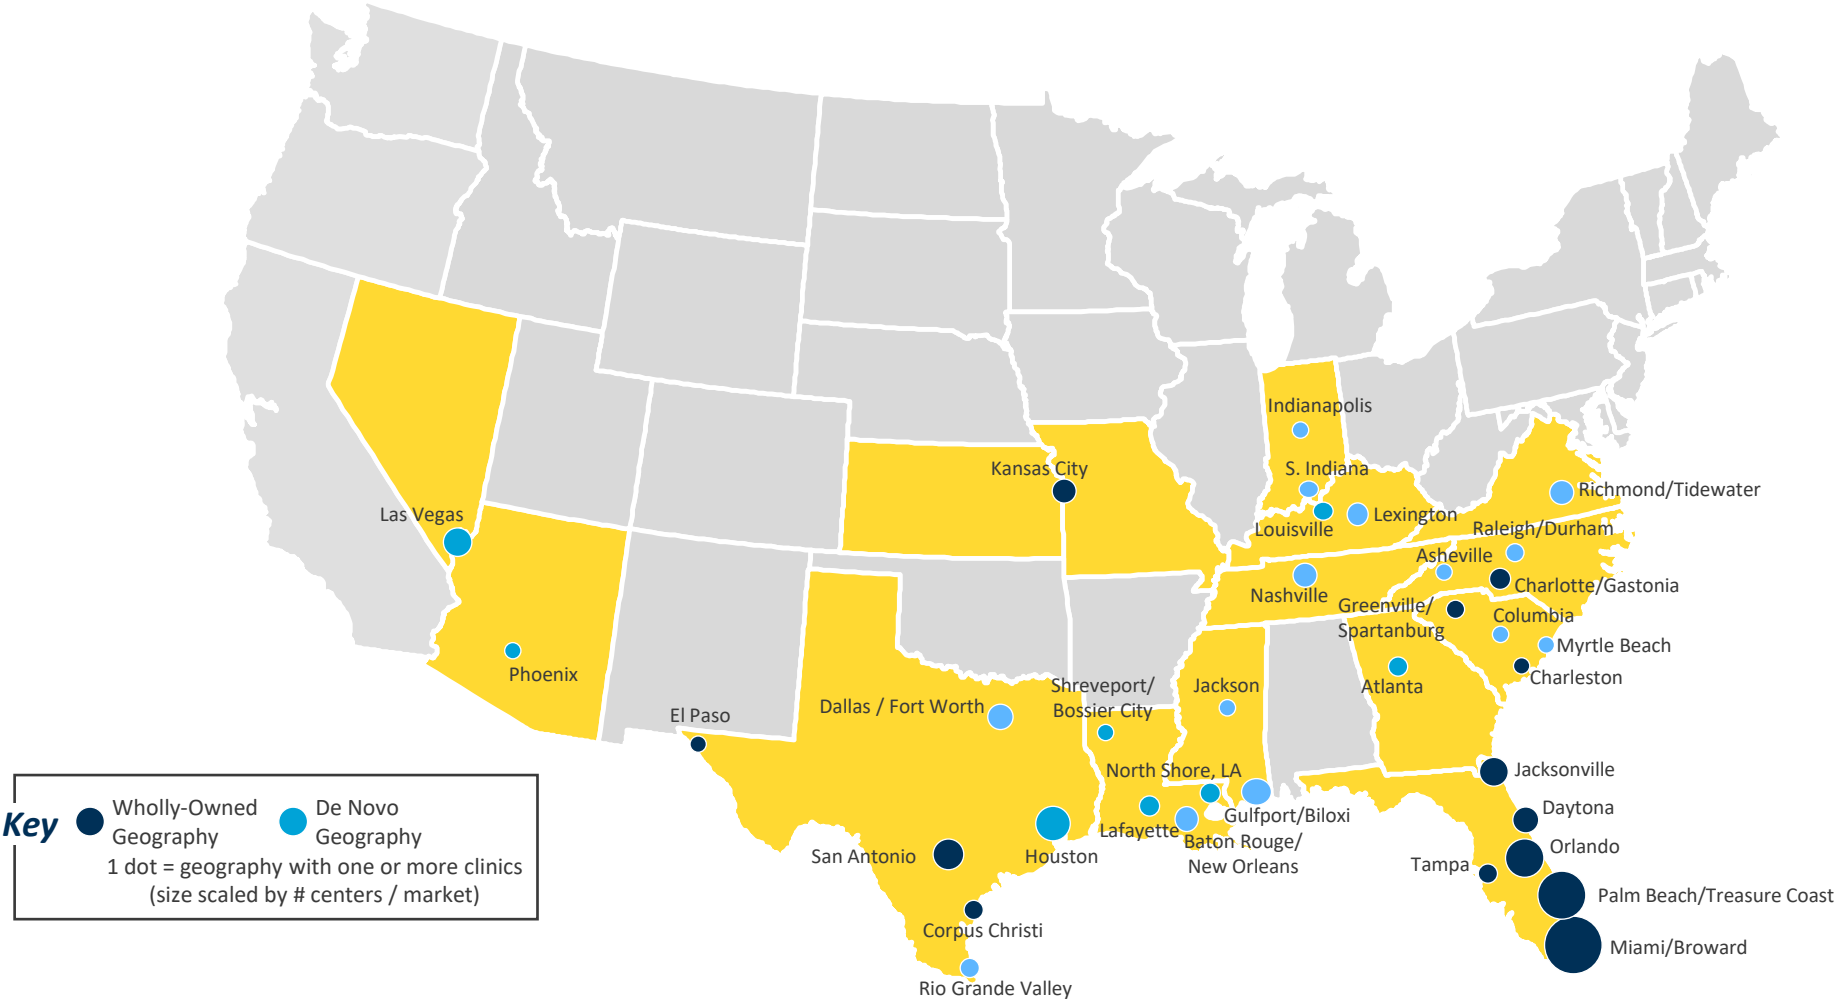 Indianapolis
Kansas City
S. Indiana
Richmond/Tidewater
Las Vegas
Lexington
Louisville
Raleigh/Durham
Asheville
Charlotte/Gastonia
Nashville
Greenville/
Spartanburg
Columbia
Myrtle Beach
Phoenix
Charleston
Shreveport/
Bossier City
Jackson
Atlanta
Dallas / Fort Worth
El Paso
North Shore, LA
Jacksonville
Daytona
Gulfport/Biloxi
Lafayette
Baton Rouge/
New Orleans
Orlando
San Antonio
Houston
Tampa
Palm Beach/Treasure Coast
Corpus Christi
Miami/Broward
Rio Grande Valley
Key
Wholly-Owned
Geography
De Novo
Geography
1 dot = geography with one or more clinics
(size scaled by # centers / market)